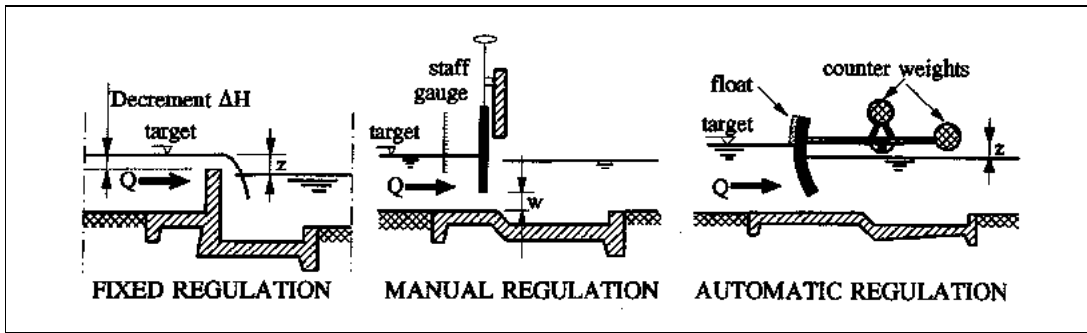 Decrement ΔH
target
z
Q
FIXED REGULATION
staff
gauge
target
Q
w
MANUAL REGULATION
counter weights
float
target
z
Q
AUTOMATIC REGULATION